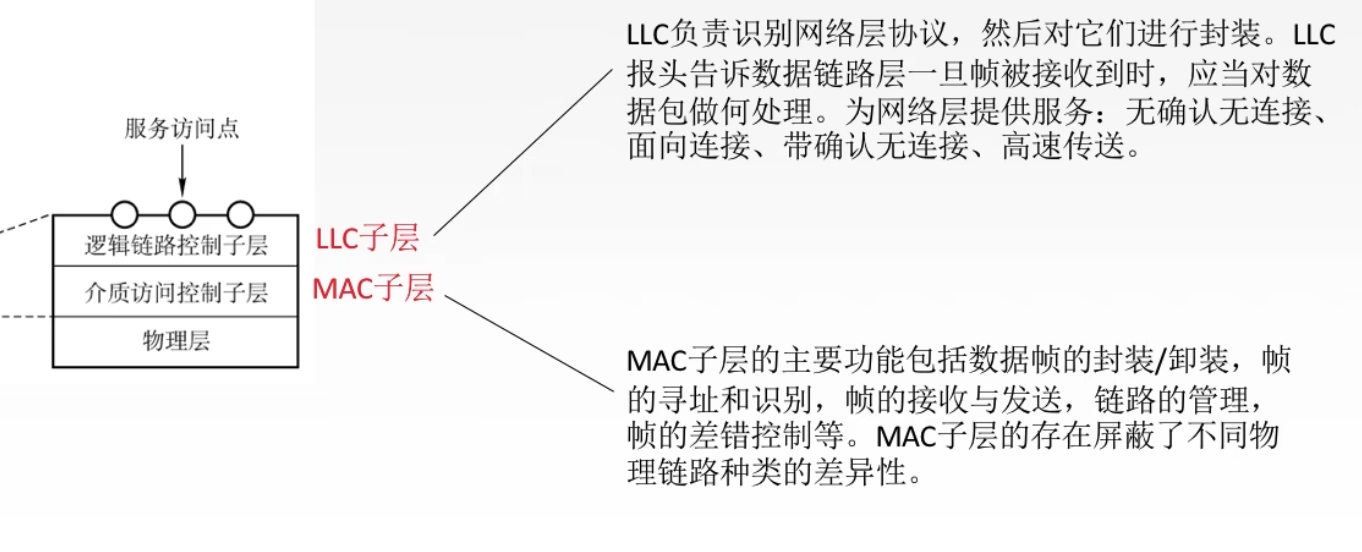 LLC负责识别网络层协议，然后对它们进行封装。LLC
报头告诉数据链路层一旦帧被接收到时，应当对数
据包做何处理。为网络层提供服务：无确认无连接、
面向连接、带确认无连接、高速传送。
服务访问点
逻辑链路控制子层
LLC子层
介质访问控制子层
MAC子层
物理层
MAC子层的主要功能包括数据帧的封装/卸装，帧
的寻址和识别，帧的接收与发送，链路的管理，
帧的差错控制等。MAC子层的存在屏蔽了不同物
理链路种类的差异性。